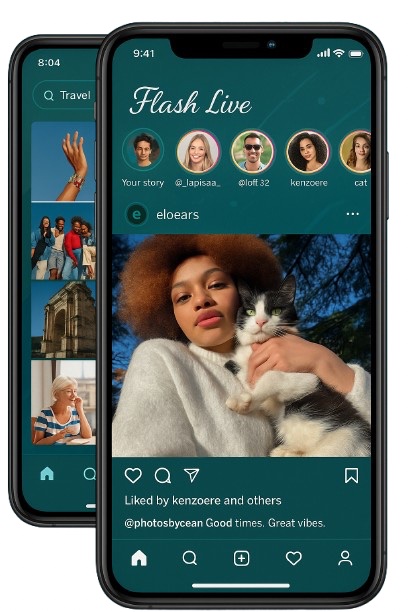 8:04
Travel
9:41
Flash Live
Your story
@_lapisaa_
@loft 32
kenzoere
cat
e
eloears
Liked by kenzoere and others
@photosbycean Good times. Great vibes.